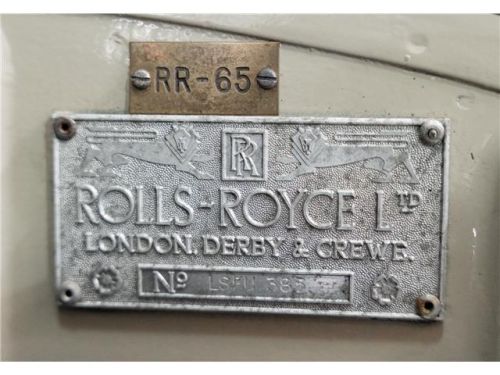 RR-65
RR
ROLLS-ROYCE LTD
LONDON. DERBY & CREWE.
Nº